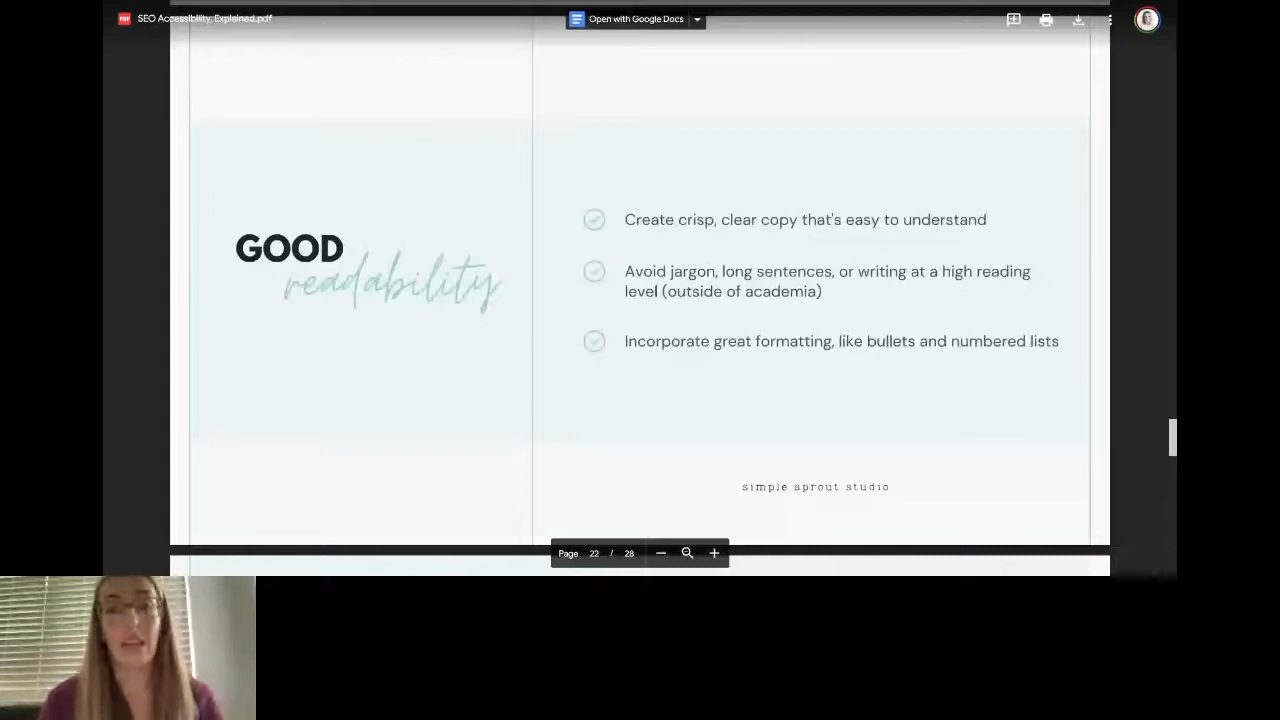 SEO Accessibility, Explained.pdf
Open with Google Docs
GOOD
readability
Create crisp, clear copy that's easy to understand
Avoid jargon, long sentences, or writing at a high reading
level (outside of academia)
Incorporate great formatting, like bullets and numbered lists
simple sprout studio
Page 22 / 28